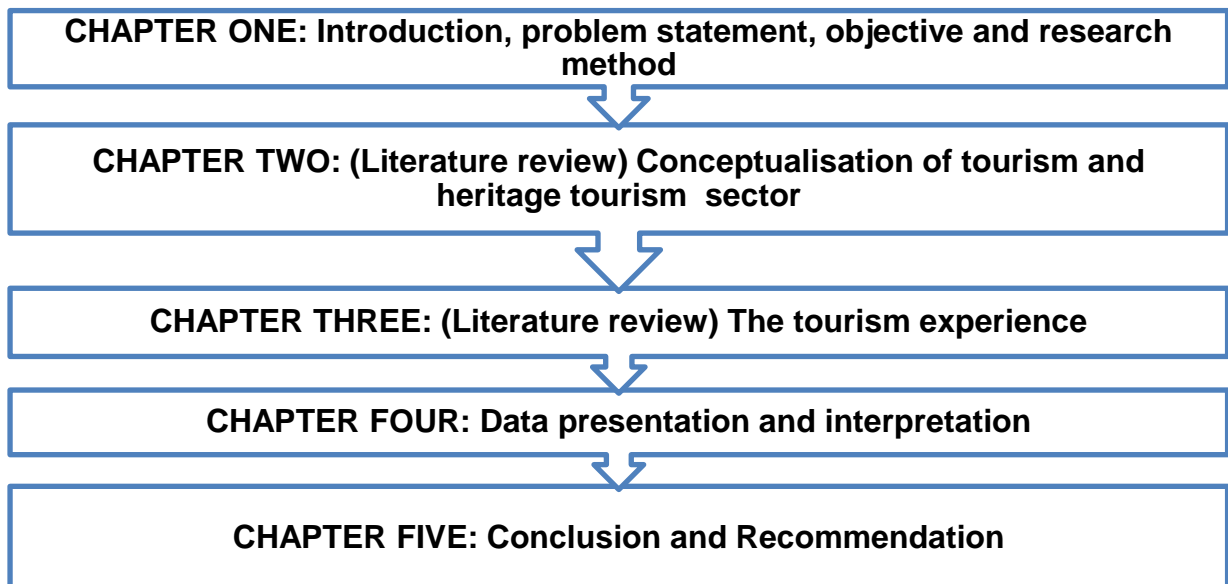 CHAPTER ONE: Introduction, problem statement, objective and research
method
CHAPTER TWO: (Literature review) Conceptualisation of tourism and
heritage tourism sector
CHAPTER THREE: (Literature review) The tourism experience
CHAPTER FOUR: Data presentation and interpretation
CHAPTER FIVE: Conclusion and Recommendation